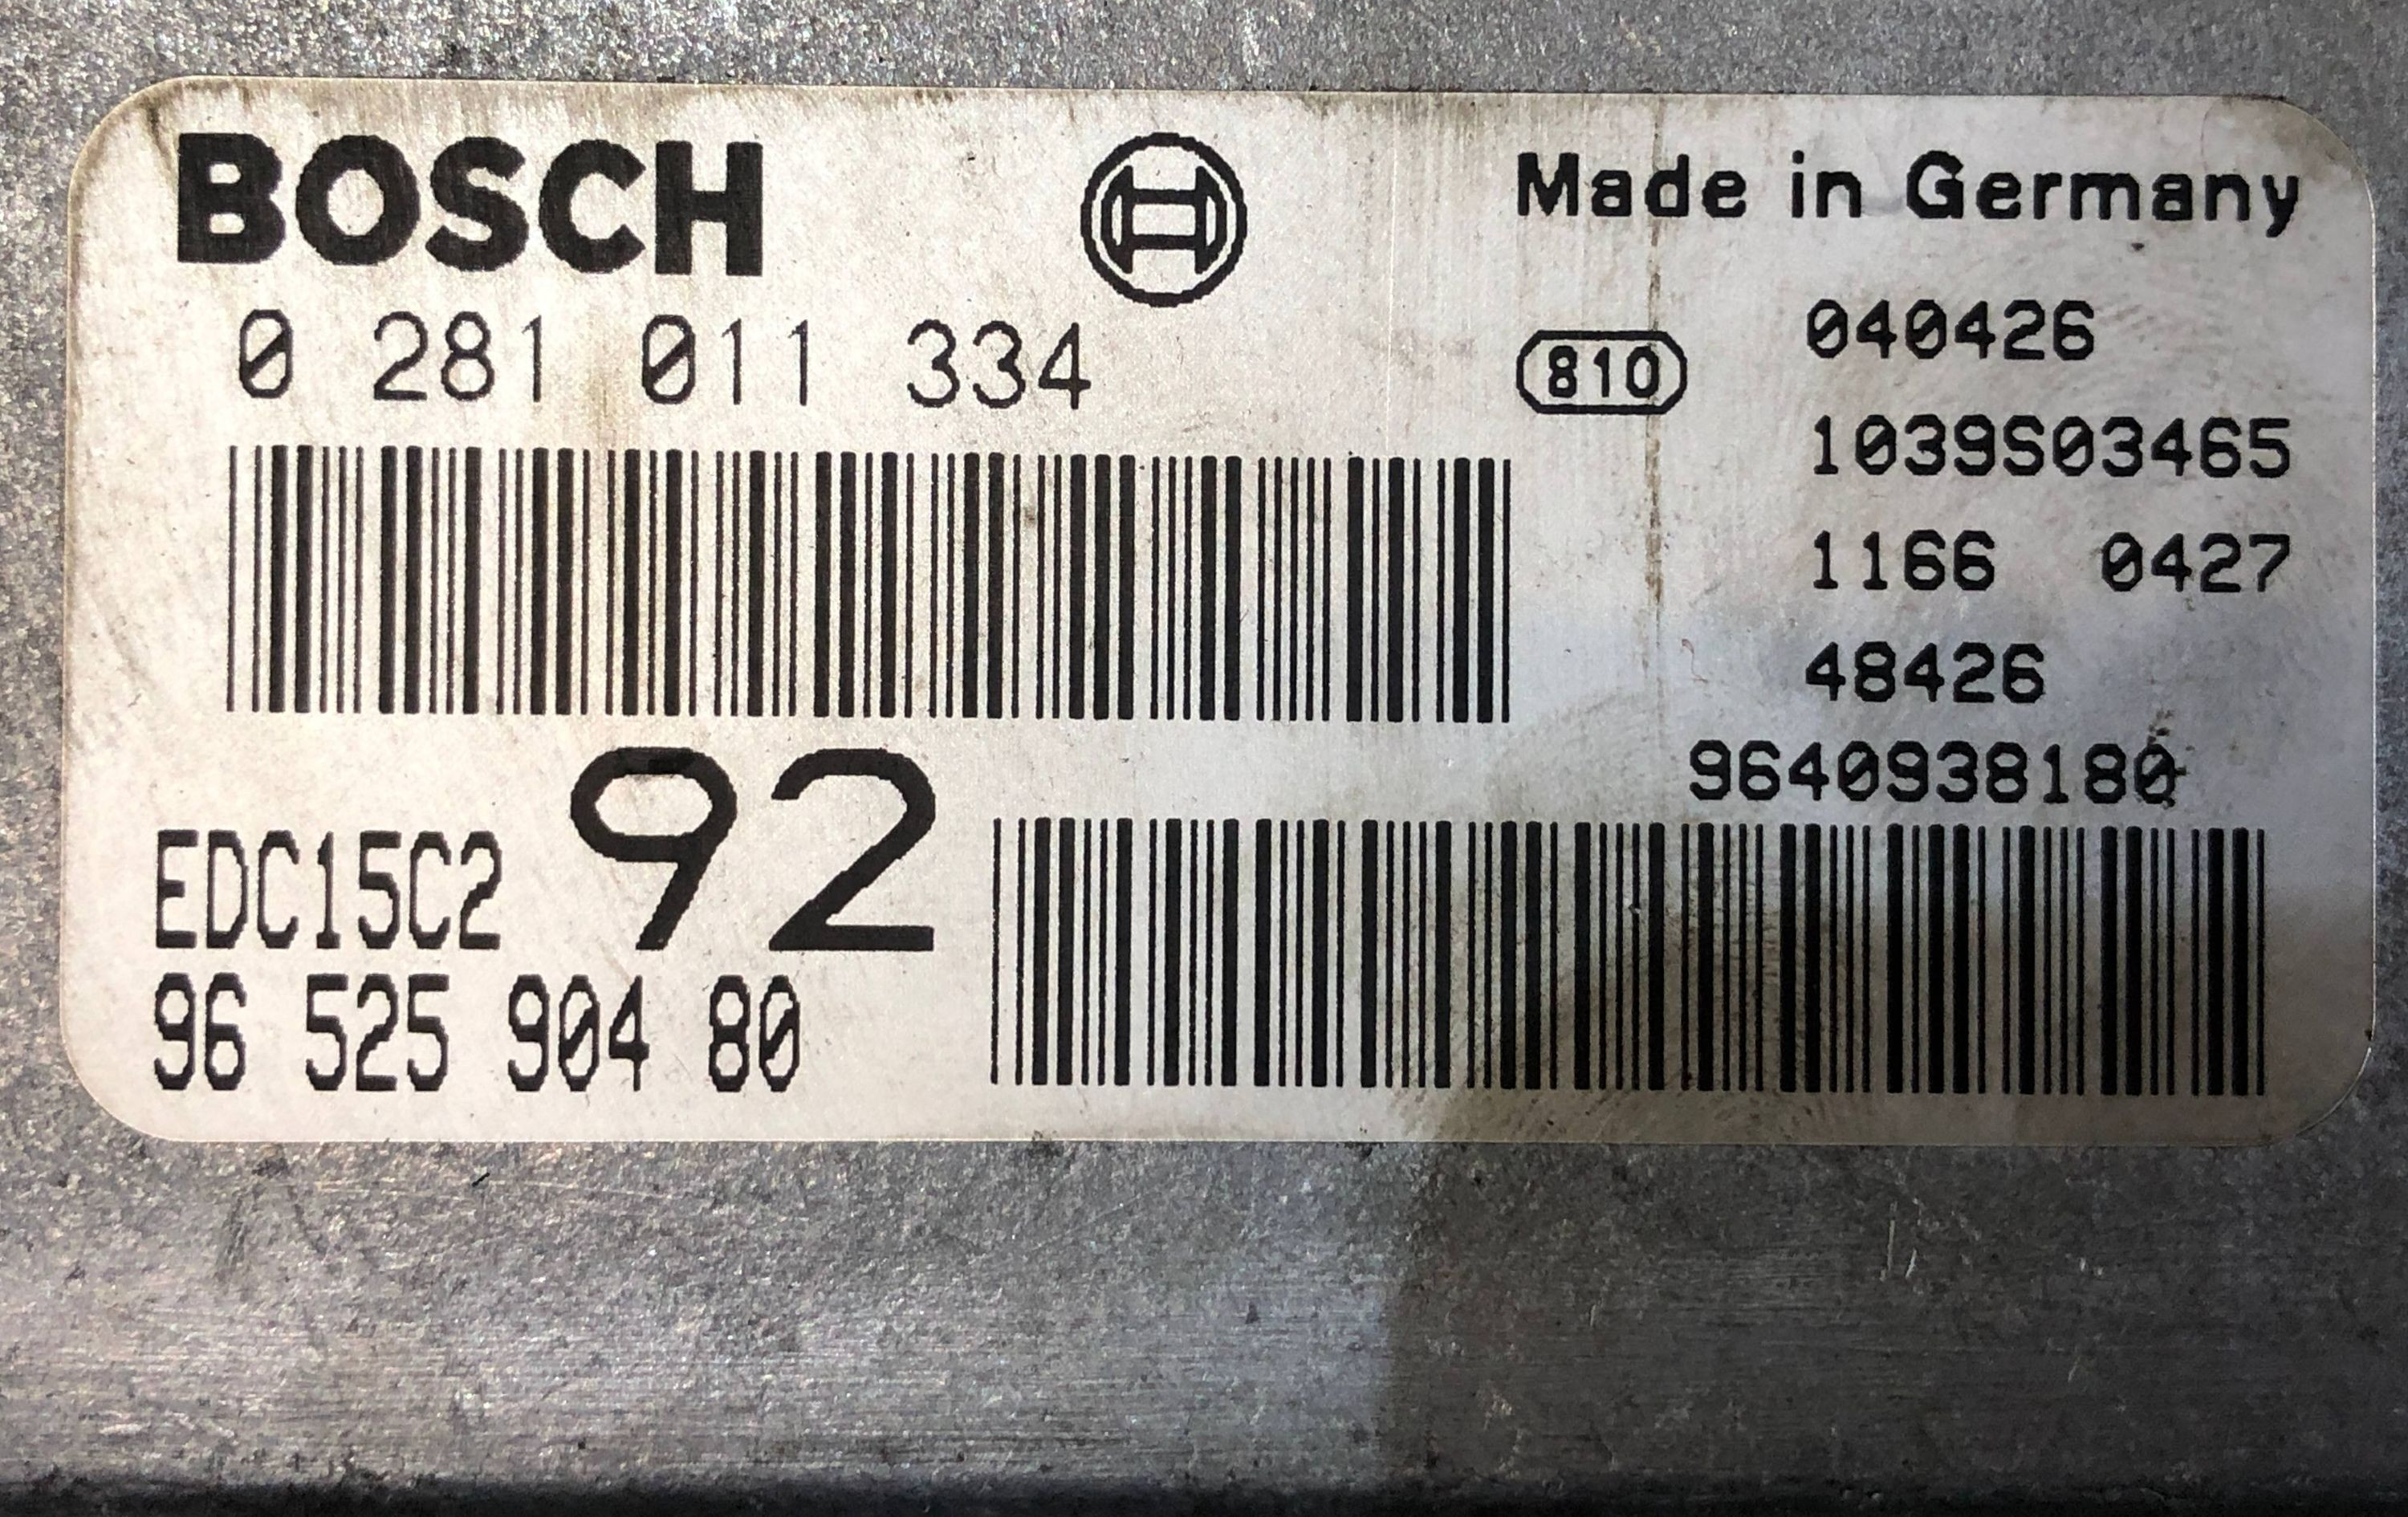 BOSCH
Made in Germany
0 281 011 334
810
040426
1039S03465
1166 0427
48426
9640938180
EDC15C2 92
96 525 904 80